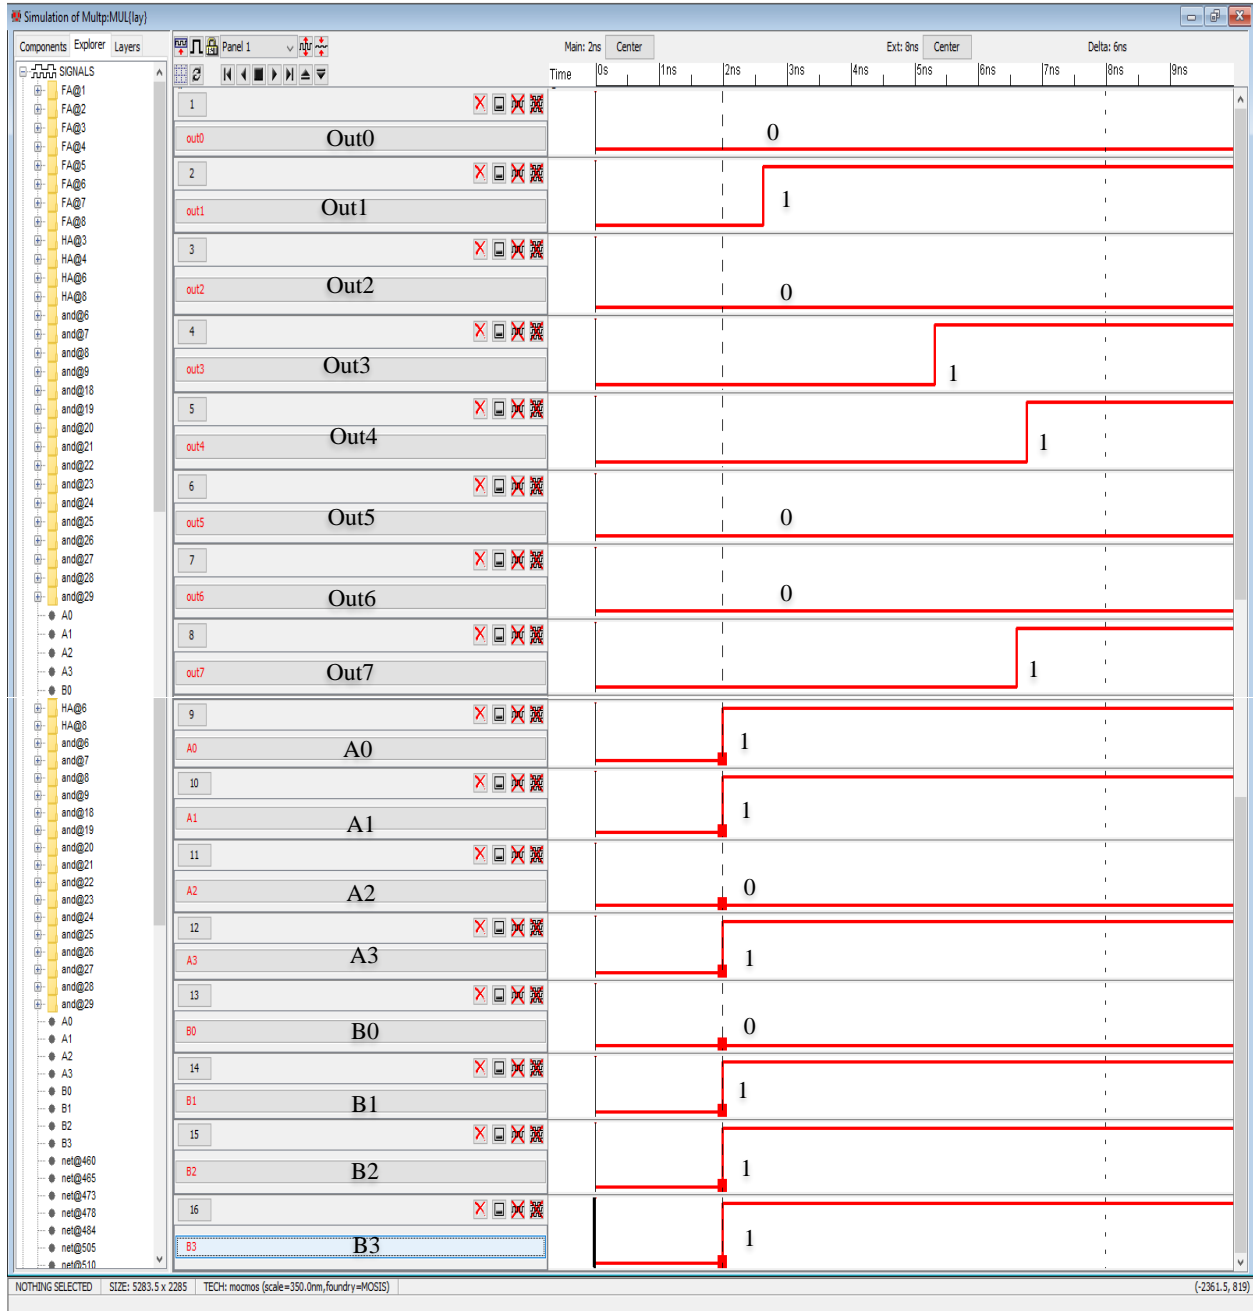 Simulation of Multp:MUL{lay}
Components Explorer Layers
Panel 1
Main: 2ns Center Ext: 8ns Center Delta: 6ns
Time 0s 1ns 2ns 3ns 4ns 5ns 6ns 7ns 8ns 9ns
SIGNALS
FA@1
FA@2
FA@3
FA@4
FA@5
FA@6
FA@7
FA@8
HA@3
HA@4
HA@6
HA@8
and@6
and@7
and@8
and@9
and@18
and@19
and@20
and@21
and@22
and@23
and@24
and@25
and@26
and@27
and@28
and@29
A0
A1
A2
A3
B0
HA@6
HA@8
and@6
and@7
and@8
and@9
and@18
and@19
and@20
and@21
and@22
and@23
and@24
and@25
and@26
and@27
and@28
and@29
A0
A1
A2
A3
B0
B1
B2
B3
net@460
net@465
net@473
net@478
net@484
net@505
net@510
1
out0 Out0 0
2
out1 Out1 1
3
out2 Out2 0
4
out3 Out3 1
5
out4 Out4 1
6
out5 Out5 0
7
out6 Out6 0
8
out7 Out7 1
9
A0 A0 1
10
A1 A1 1
11
A2 A2 0
12
A3 A3 1
13
B0 B0 0
14
B1 B1 1
15
B2 B2 1
16
B3 B3 1
NOTHING SELECTED SIZE: 5283.5 x 2285 TECH: mocmos (scale=350.0nm,foundry=MOSIS) (-2361.5, 819)